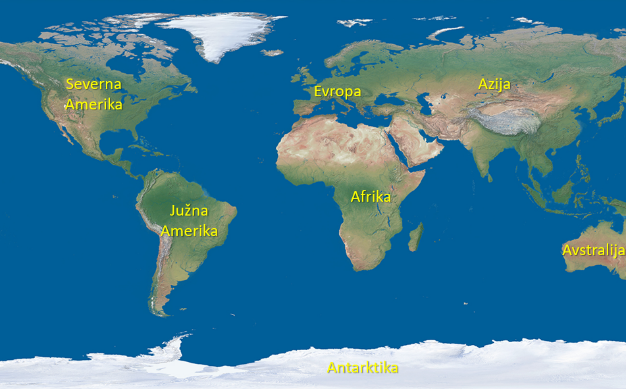 Severna
Amerika
Evropa
Azija
Afrika
Južna
Amerika
Avstralija
Antarktika